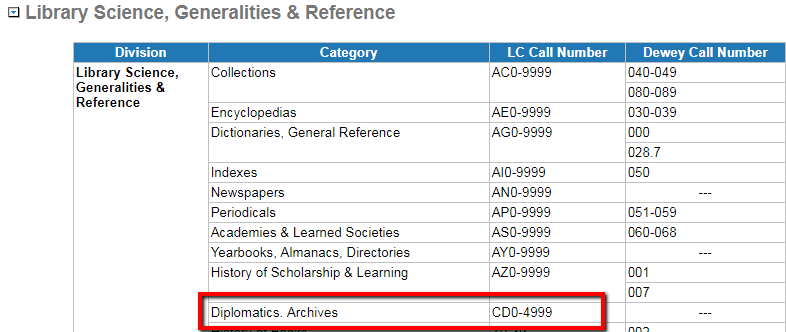 Library Science, Generalities & Reference
Division Category LC Call Number Dewey Call Number
Library Science, Generalities & Reference
Collections AC0-9999 040-049
080-089
Encyclopedias AE0-9999 030-039
Dictionaries, General Reference AG0-9999 000
028.7
Indexes AI0-9999 050
Newspapers AN0-9999 ---
Periodicals AP0-9999 051-059
Academies & Learned Societies AS0-9999 060-068
Yearbooks, Almanacs, Directories AY0-9999 ---
History of Scholarship & Learning AZ0-9999 001
007
Diplomatics. Archives CD0-4999 ---
History of Books 002